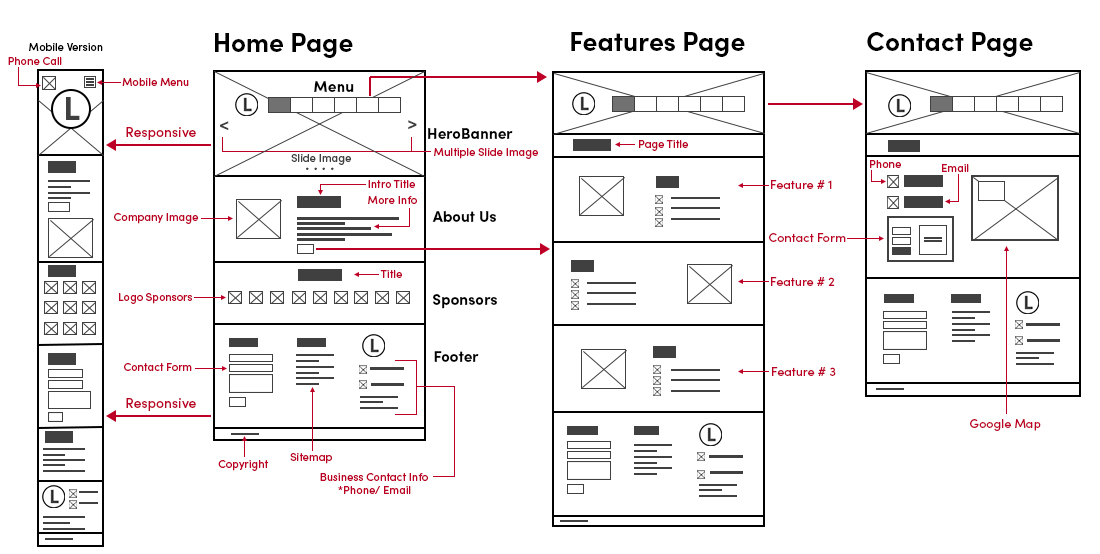 Mobile Version
Phone Call
Mobile Menu
L
Responsive
Responsive
L
Home Page
Menu
L
<
>
Slide Image
HeroBanner
Multiple Slide Image
Intro Title
More Info
Company Image
About Us
Title
Logo Sponsors
Sponsors
Contact Form
L
Footer
Copyright
Sitemap
Business Contact Info
*Phone/ Email
Features Page
L
Page Title
Feature # 1
Feature # 2
Feature # 3
L
Contact Page
L
Phone
Email
Contact Form
L
Google Map